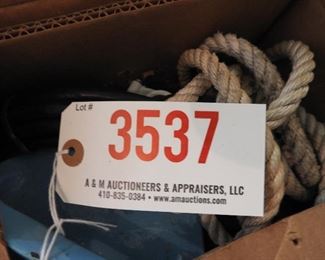 Lot #
3537
A & M AUCTIONEERS & APPRAISERS, LLC
410-835-0384 • www.amauctions.com